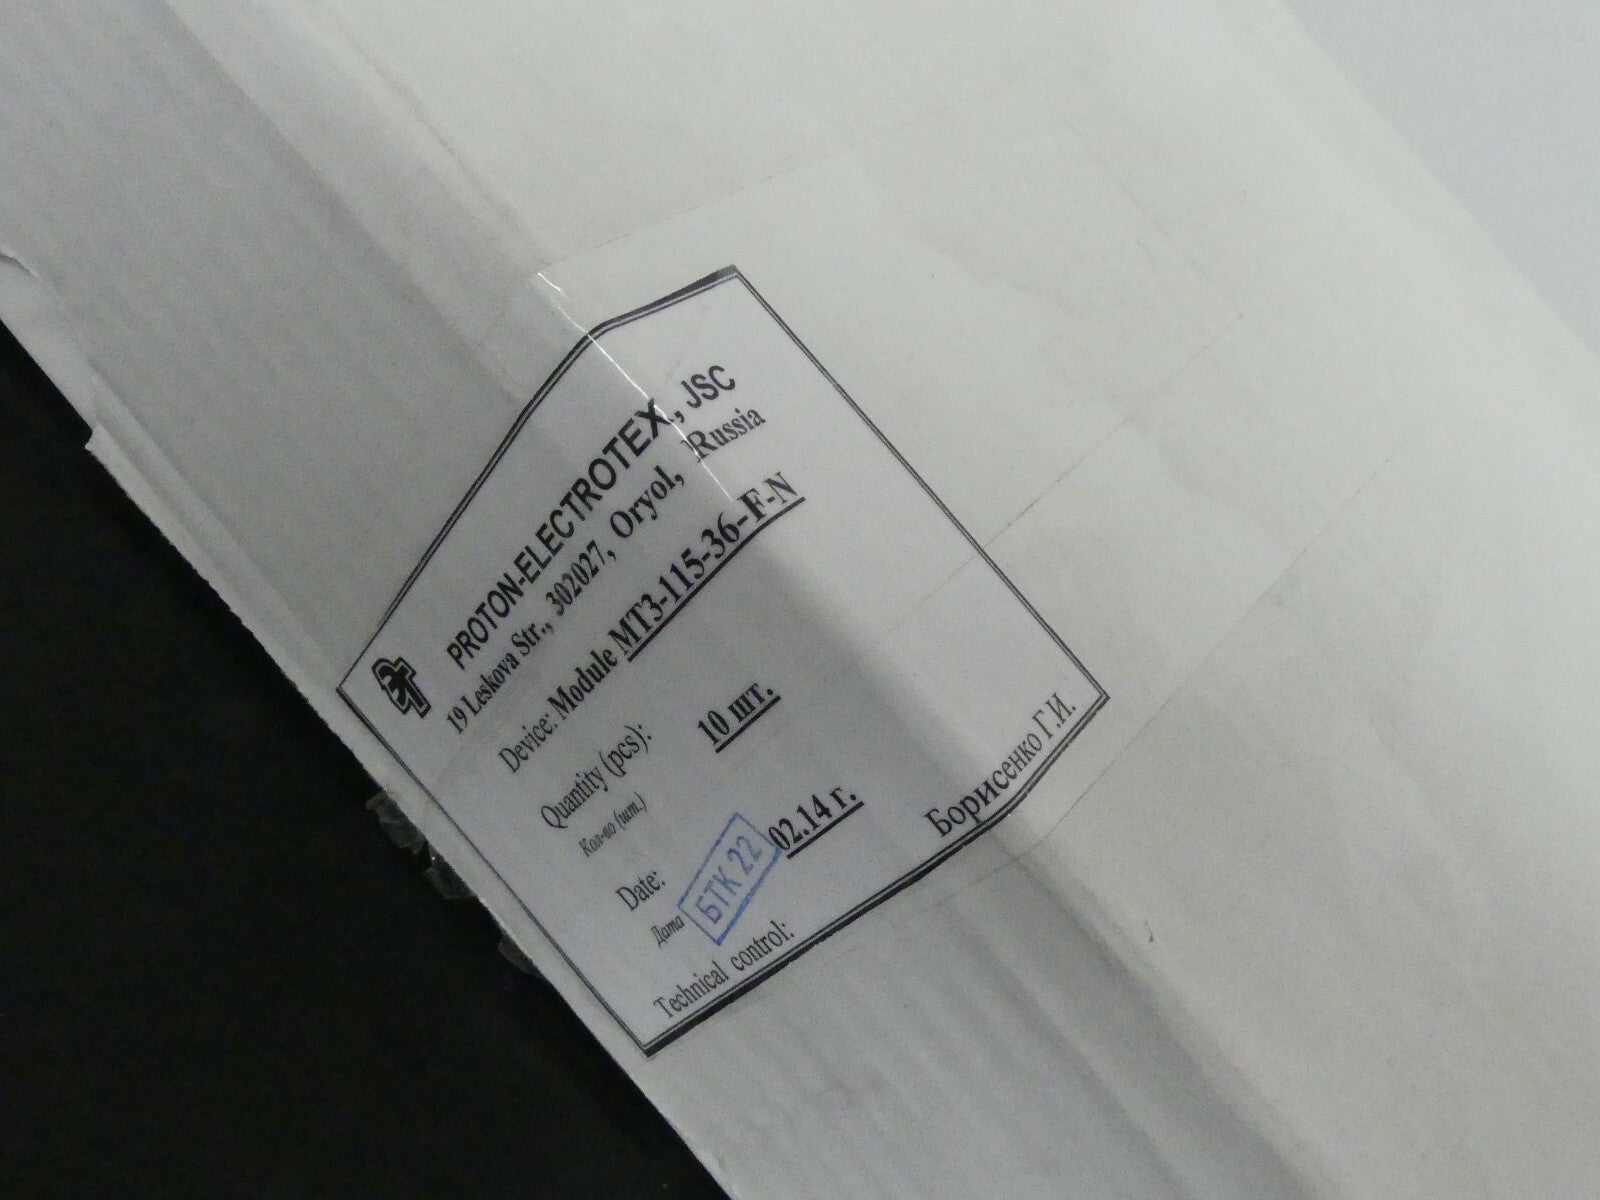 ЭТ
PROTON-ELECTROTEX, JSC
19 Leskova Str., 302027, Oryol, Russia
Device: Module MT3-115-36-F-N
Quantity (pcs): 10 шт.
Кол-во (шт.)
Date: 02.14 г.
Дата
БТК 22
Technical control: Борисенко Г.И.